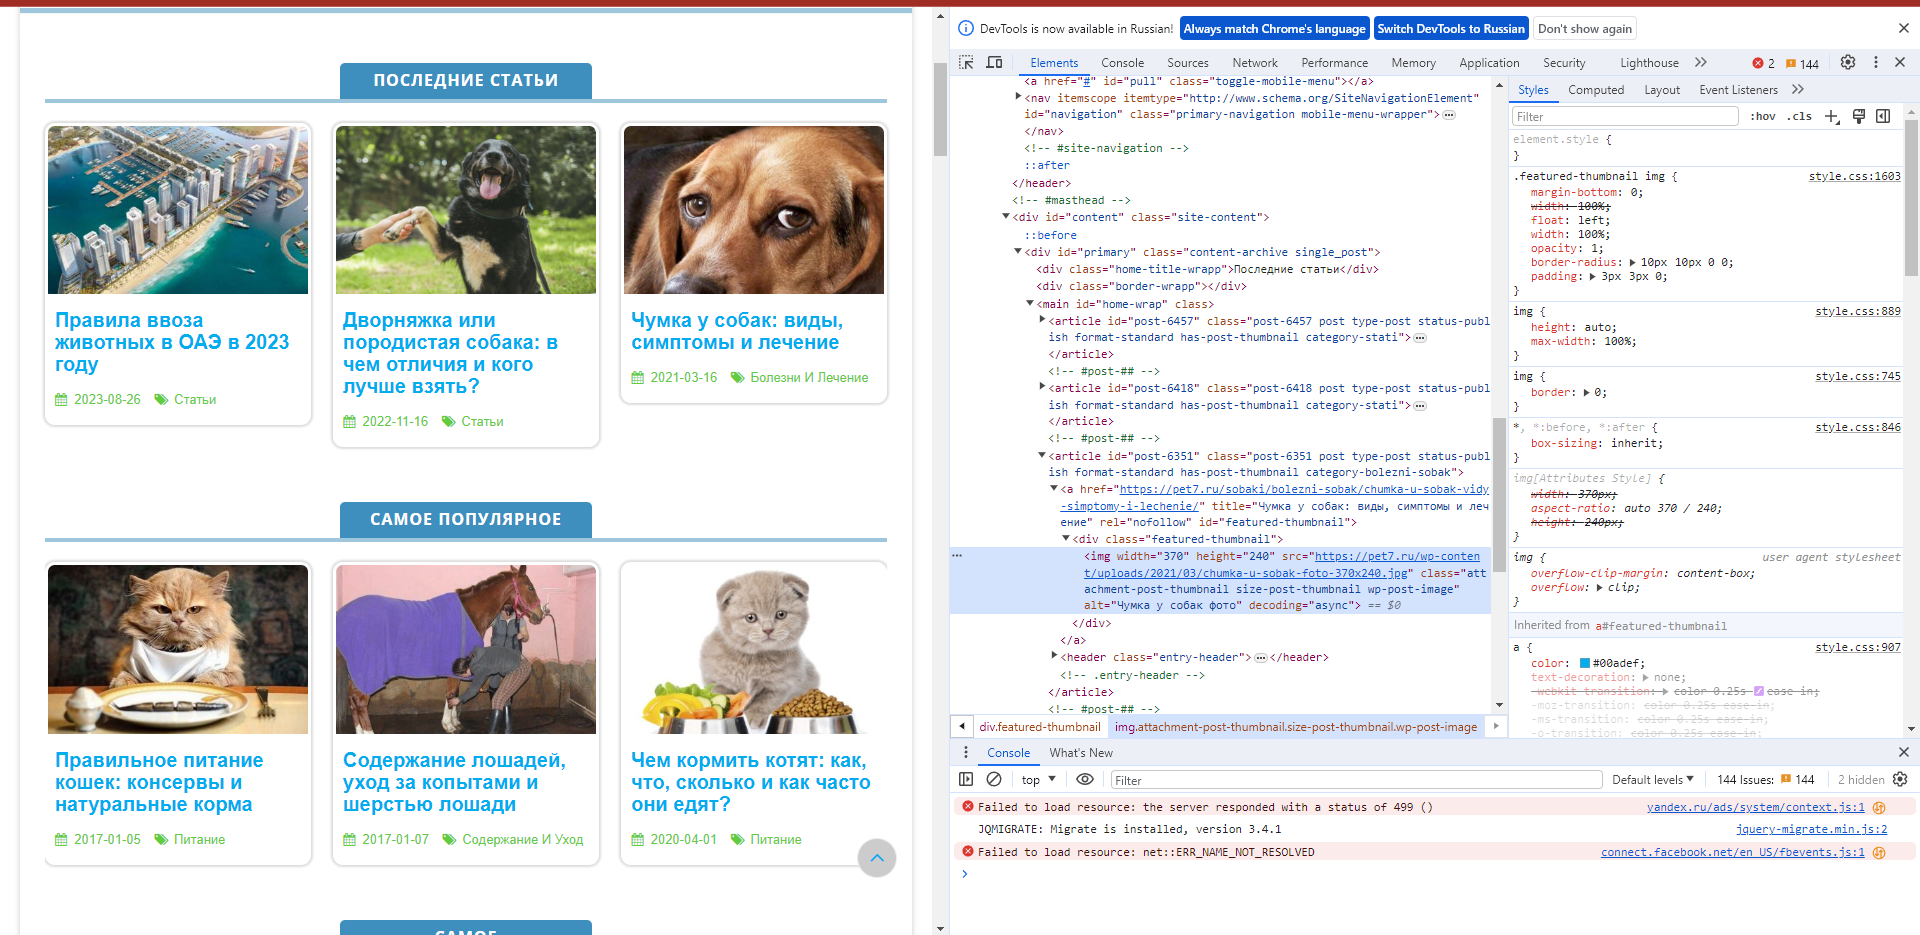 ПОСЛЕДНИЕ СТАТЬИ
Правила ввоза
животных в ОАЭ в 2023
году
2023-08-26 Статьи
Дворняжка или
породистая собака: в
чем отличия и кого
лучше взять?
2022-11-16 Статьи
Чумка у собак: виды,
симптомы и лечение
2021-03-16 Болезни И Лечение
САМОЕ ПОПУЛЯРНОЕ
Правильное питание
кошек: консервы и
натуральные корма
2017-01-05 Питание
Содержание лошадей,
уход за копытами и
шерстью лошади
2017-01-07 Содержание И Уход
Чем кормить котят: как,
что, сколько и как часто
они едят?
2020-04-01 Питание
САМОЕ
DevTools is now available in Russian! Always match Chrome's language Switch DevTools to Russian Don't show again
Elements Console Sources Network Performance Memory Application Security Lighthouse 2 144
<a href="#" id="pull" class="toggle-mobile-menu"></a>
<nav itemscope itemtype="http://www.schema.org/SiteNavigationElement"
id="navigation" class="primary-navigation mobile-menu-wrapper">
</nav>
<!-- #site-navigation -->
::after
</header>
<!-- #masthead -->
<div id="content" class="site-content">
::before
<div id="primary" class="content-archive single_post">
<div class="home-title-wrapp">Последние статьи</div>
<div class="border-wrapp"></div>
<main id="home-wrap" class>
<article id="post-6457" class="post-6457 post type-post status-publ
ish format-standard has-post-thumbnail category-stati">
</article>
<!-- #post-## -->
<article id="post-6418" class="post-6418 post type-post status-publ
ish format-standard has-post-thumbnail category-stati">
</article>
<!-- #post-## -->
<article id="post-6351" class="post-6351 post type-post status-publ
ish format-standard has-post-thumbnail category-bolezni-sobak">
<a href="https://pet7.ru/sobaki/bolezni-sobak/chumka-u-sobak-vidy
-simptomy-i-lechenie/" title="Чумка у собак: виды, симптомы и леч
ение" rel="nofollow" id="featured-thumbnail">
<div class="featured-thumbnail">
<img width="370" height="240" src="https://pet7.ru/wp-conten
t/uploads/2021/03/chumka-u-sobak-foto-370x240.jpg" class="att
achment-post-thumbnail size-post-thumbnail wp-post-image"
alt="Чумка у собак фото" decoding="async"> == $0
</div>
</a>
<header class="entry-header"></header>
<!-- .entry-header -->
</article>
<!-- #post-## -->
div.featured-thumbnail img.attachment-post-thumbnail.size-post-thumbnail.wp-post-image
Styles Computed Layout Event Listeners
Filter :hov .cls
element.style {
}
.featured-thumbnail img { style.css:1603
margin-bottom: 0;
width: 100%;
float: left;
width: 100%;
opacity: 1;
border-radius: 10px 10px 0 0;
padding: 3px 3px 0;
}
img { style.css:889
height: auto;
max-width: 100%;
}
img { style.css:745
border: 0;
}
*, *:before, *:after { style.css:846
box-sizing: inherit;
}
img[Attributes Style] {
width: 370px;
aspect-ratio: auto 370 / 240;
height: 240px;
}
img { user agent stylesheet
overflow-clip-margin: content-box;
overflow: clip;
}
Inherited from a#featured-thumbnail
a { style.css:907
color: #00adef;
text-decoration: none;
-webkit-transition: color 0.25s ease-in;
-moz-transition: color 0.25s ease-in;
-ms-transition: color 0.25s ease-in;
-o-transition: color 0.25s ease-in;
Console What's New
top Filter Default levels 144 Issues: 144 2 hidden
Failed to load resource: the server responded with a status of 499 () yandex.ru/ads/system/context.js:1
JQMIGRATE: Migrate is installed, version 3.4.1 jquery-migrate.min.js:2
Failed to load resource: net::ERR_NAME_NOT_RESOLVED connect.facebook.net/en_US/fbevents.js:1